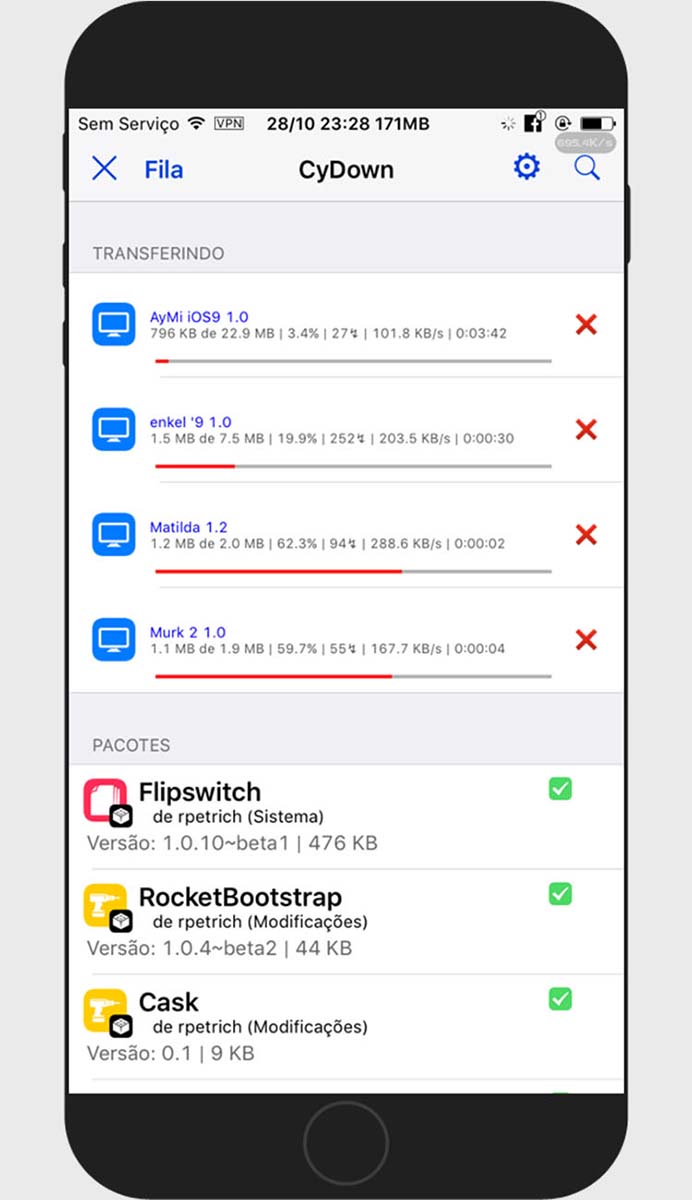 Sem Serviço VPN 28/10 23:28 171MB 1
695.4K/s
Fila CyDown
TRANSFERINDO
AyMi iOS9 1.0
796 KB de 22.9 MB | 3.4% | 27↯ | 101.8 KB/s | 0:03:42
enkel '9 1.0
1.5 MB de 7.5 MB | 19.9% | 252↯ | 203.5 KB/s | 0:00:30
Matilda 1.2
1.2 MB de 2.0 MB | 62.3% | 94↯ | 288.6 KB/s | 0:00:02
Murk 2 1.0
1.1 MB de 1.9 MB | 59.7% | 55↯ | 167.7 KB/s | 0:00:04
PACOTES
Flipswitch
de rpetrich (Sistema)
Versão: 1.0.10~beta1 | 476 KB
RocketBootstrap
de rpetrich (Modificações)
Versão: 1.0.4~beta2 | 44 KB
Cask
de rpetrich (Modificações)
Versão: 0.1 | 9 KB